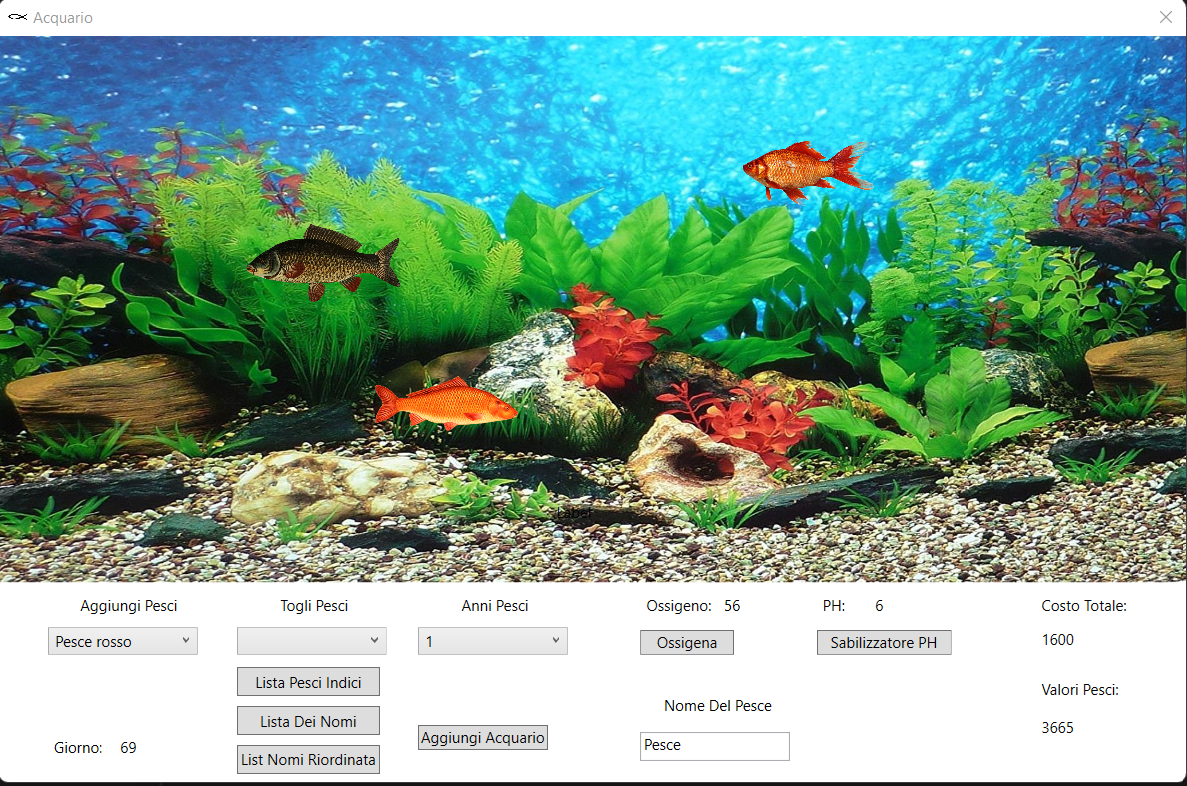 Acquario
Aggiungi Pesci
Togli Pesci
Anni Pesci
Ossigeno: 56
PH: 6
Costo Totale:
Pesce rosso
1
Ossigena
Sabilizzatore PH
1600
Lista Pesci Indici
Valori Pesci:
Lista Dei Nomi
Nome Del Pesce
3665
Giorno: 69
Aggiungi Acquario
Pesce
List Nomi Riordinata